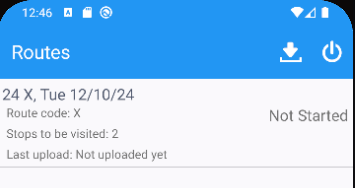 12:46
Routes
24 X, Tue 12/10/24
Route code: X
Not Started
Stops to be visited: 2
Last upload: Not uploaded yet